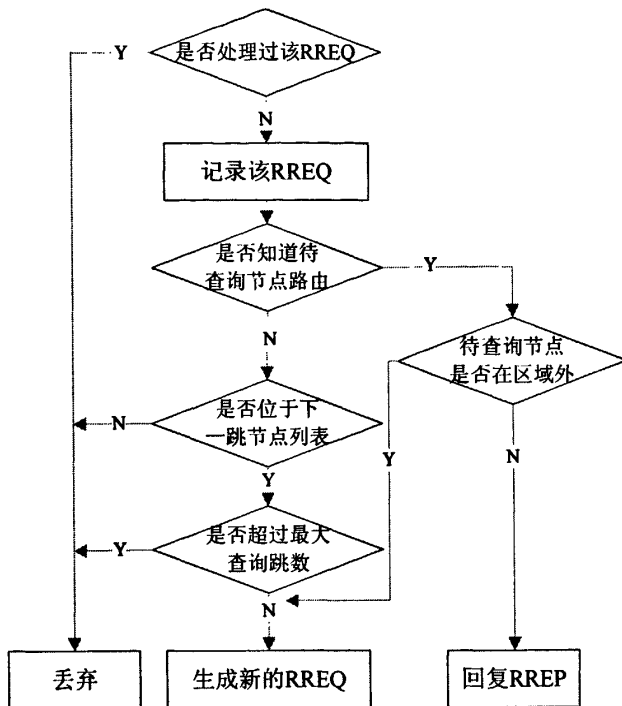 是否处理过该RREQ
Y
N
记录该RREQ
是否知道待
查询节点路由
Y
N
待查询节点
是否在区域外
是否位于下
一跳节点列表
N
Y
Y
N
是否超过最大
查询跳数
Y
N
丢弃
生成新的RREQ
回复RREP